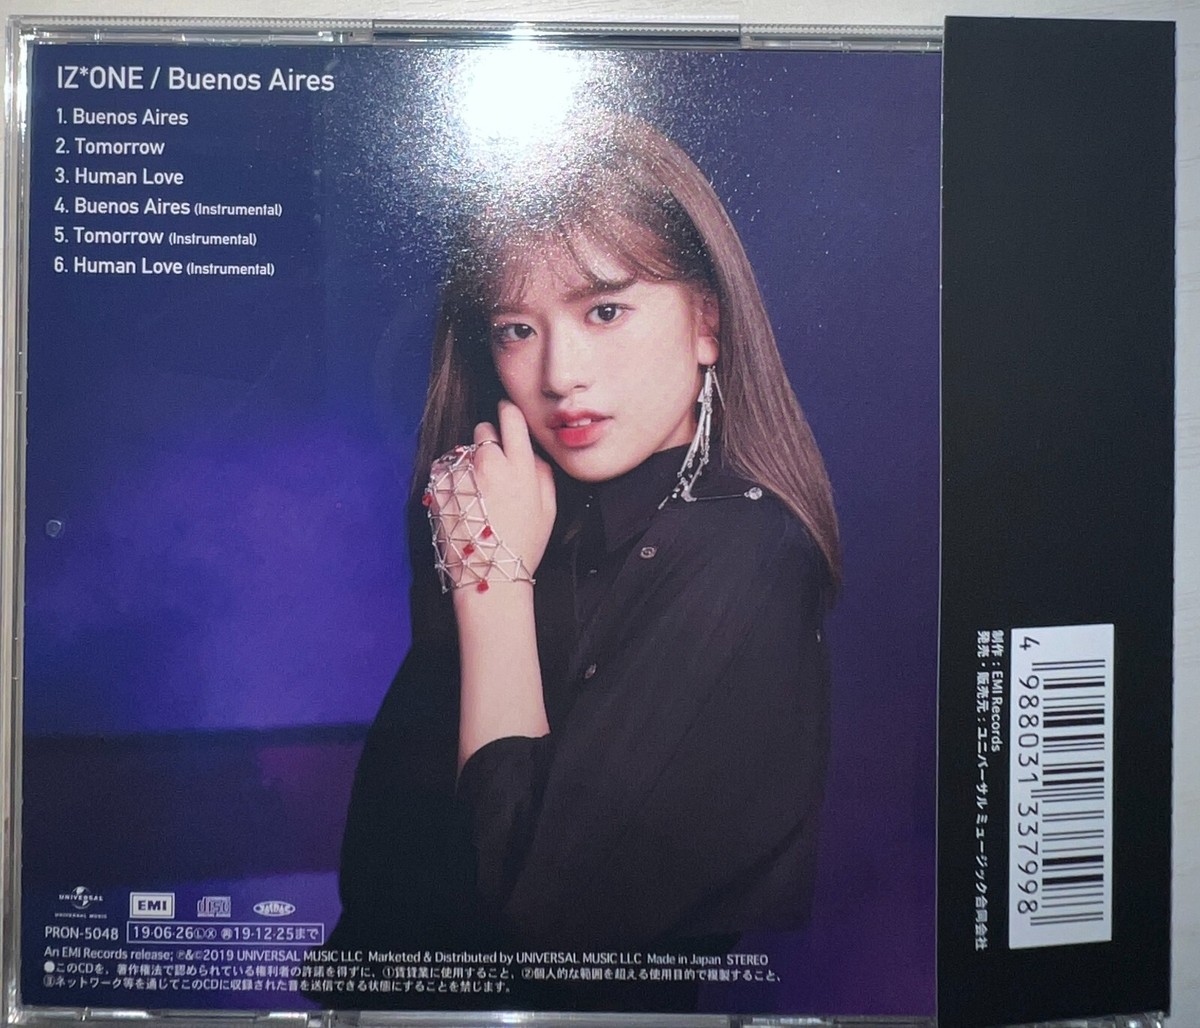 IZ*ONE / Buenos Aires
1. Buenos Aires
2. Tomorrow
3. Human Love
4. Buenos Aires (Instrumental)
5. Tomorrow (Instrumental)
6. Human Love (Instrumental)
UNIVERSAL
UNIVERSAL MUSIC
EMI
disc
PRON-5048 19·06·26Ⓛ㋨ ㋫19·12·25まで
An EMI Records release; ℗&©2019 UNIVERSAL MUSIC LLC Marketed & Distributed by UNIVERSAL MUSIC LLC Made in Japan STEREO
●このCDを、著作権法で認められている権利者の許諾を得ずに、①賃貸業に使用すること、②個人的な範囲を超える使用目的で複製すること、
③ネットワーク等を通じてこのCDに収録された音を送信できる状態にすることを禁じます。
制作：EMI Records
発売・販売元：ユニバーサル ミュージック合同会社
4 988031 337998